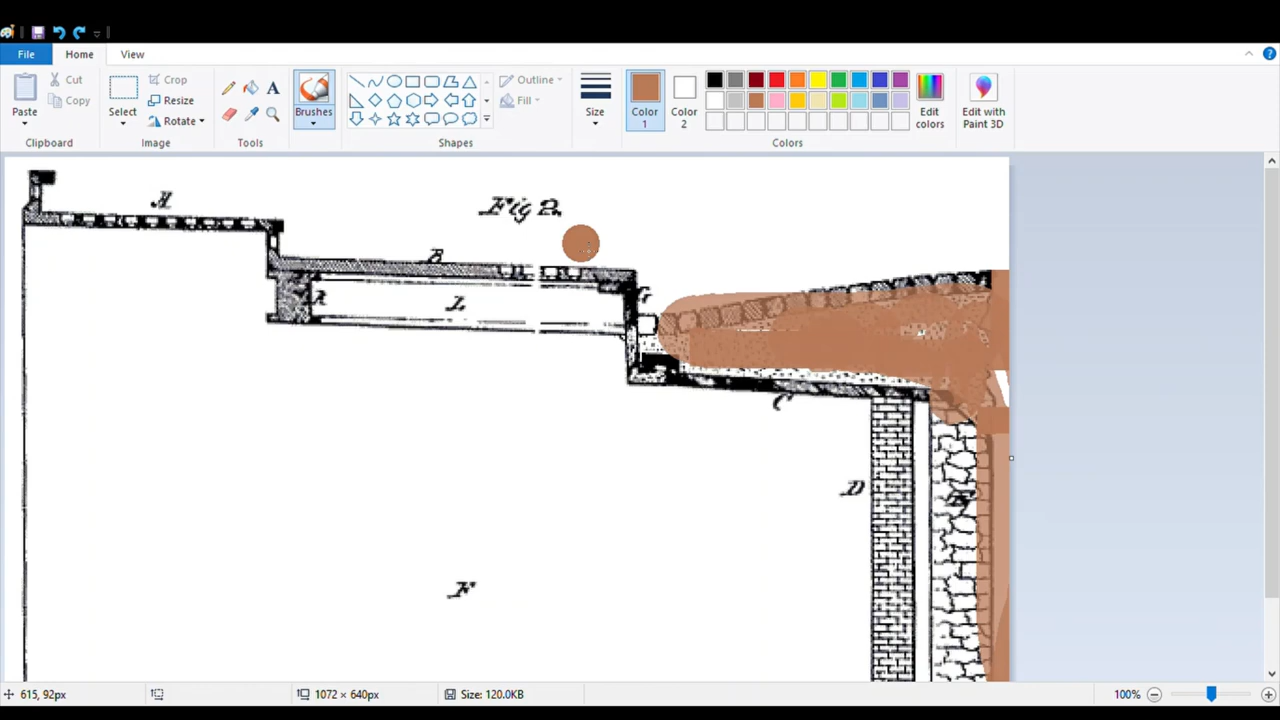 File Home View
Paste Cut Copy Select Crop Resize Rotate A Brushes Outline Fill Size Color 1 Color 2 Edit colors Edit with Paint 3D
Clipboard Image Tools Shapes Colors
A
Fig 2.
B
L
G
C
D
F
615, 92px 1072 × 640px Size: 120.0KB 100%